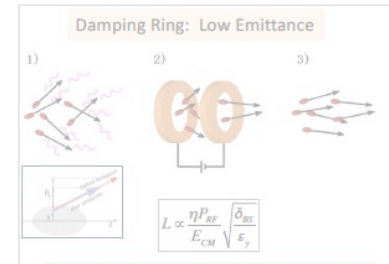 Damping Ring: Low Emittance
1) 2) 3)
L ∝ ηP_RF / E_CM √(δ_BS / ε_y)